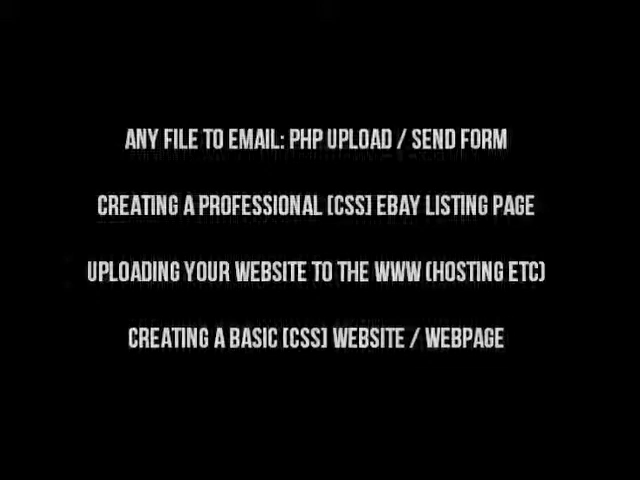 ANY FILE TO EMAIL: PHP UPLOAD / SEND FORM
CREATING A PROFESSIONAL [CSS] EBAY LISTING PAGE
UPLOADING YOUR WEBSITE TO THE WWW (HOSTING ETC)
CREATING A BASIC [CSS] WEBSITE / WEBPAGE